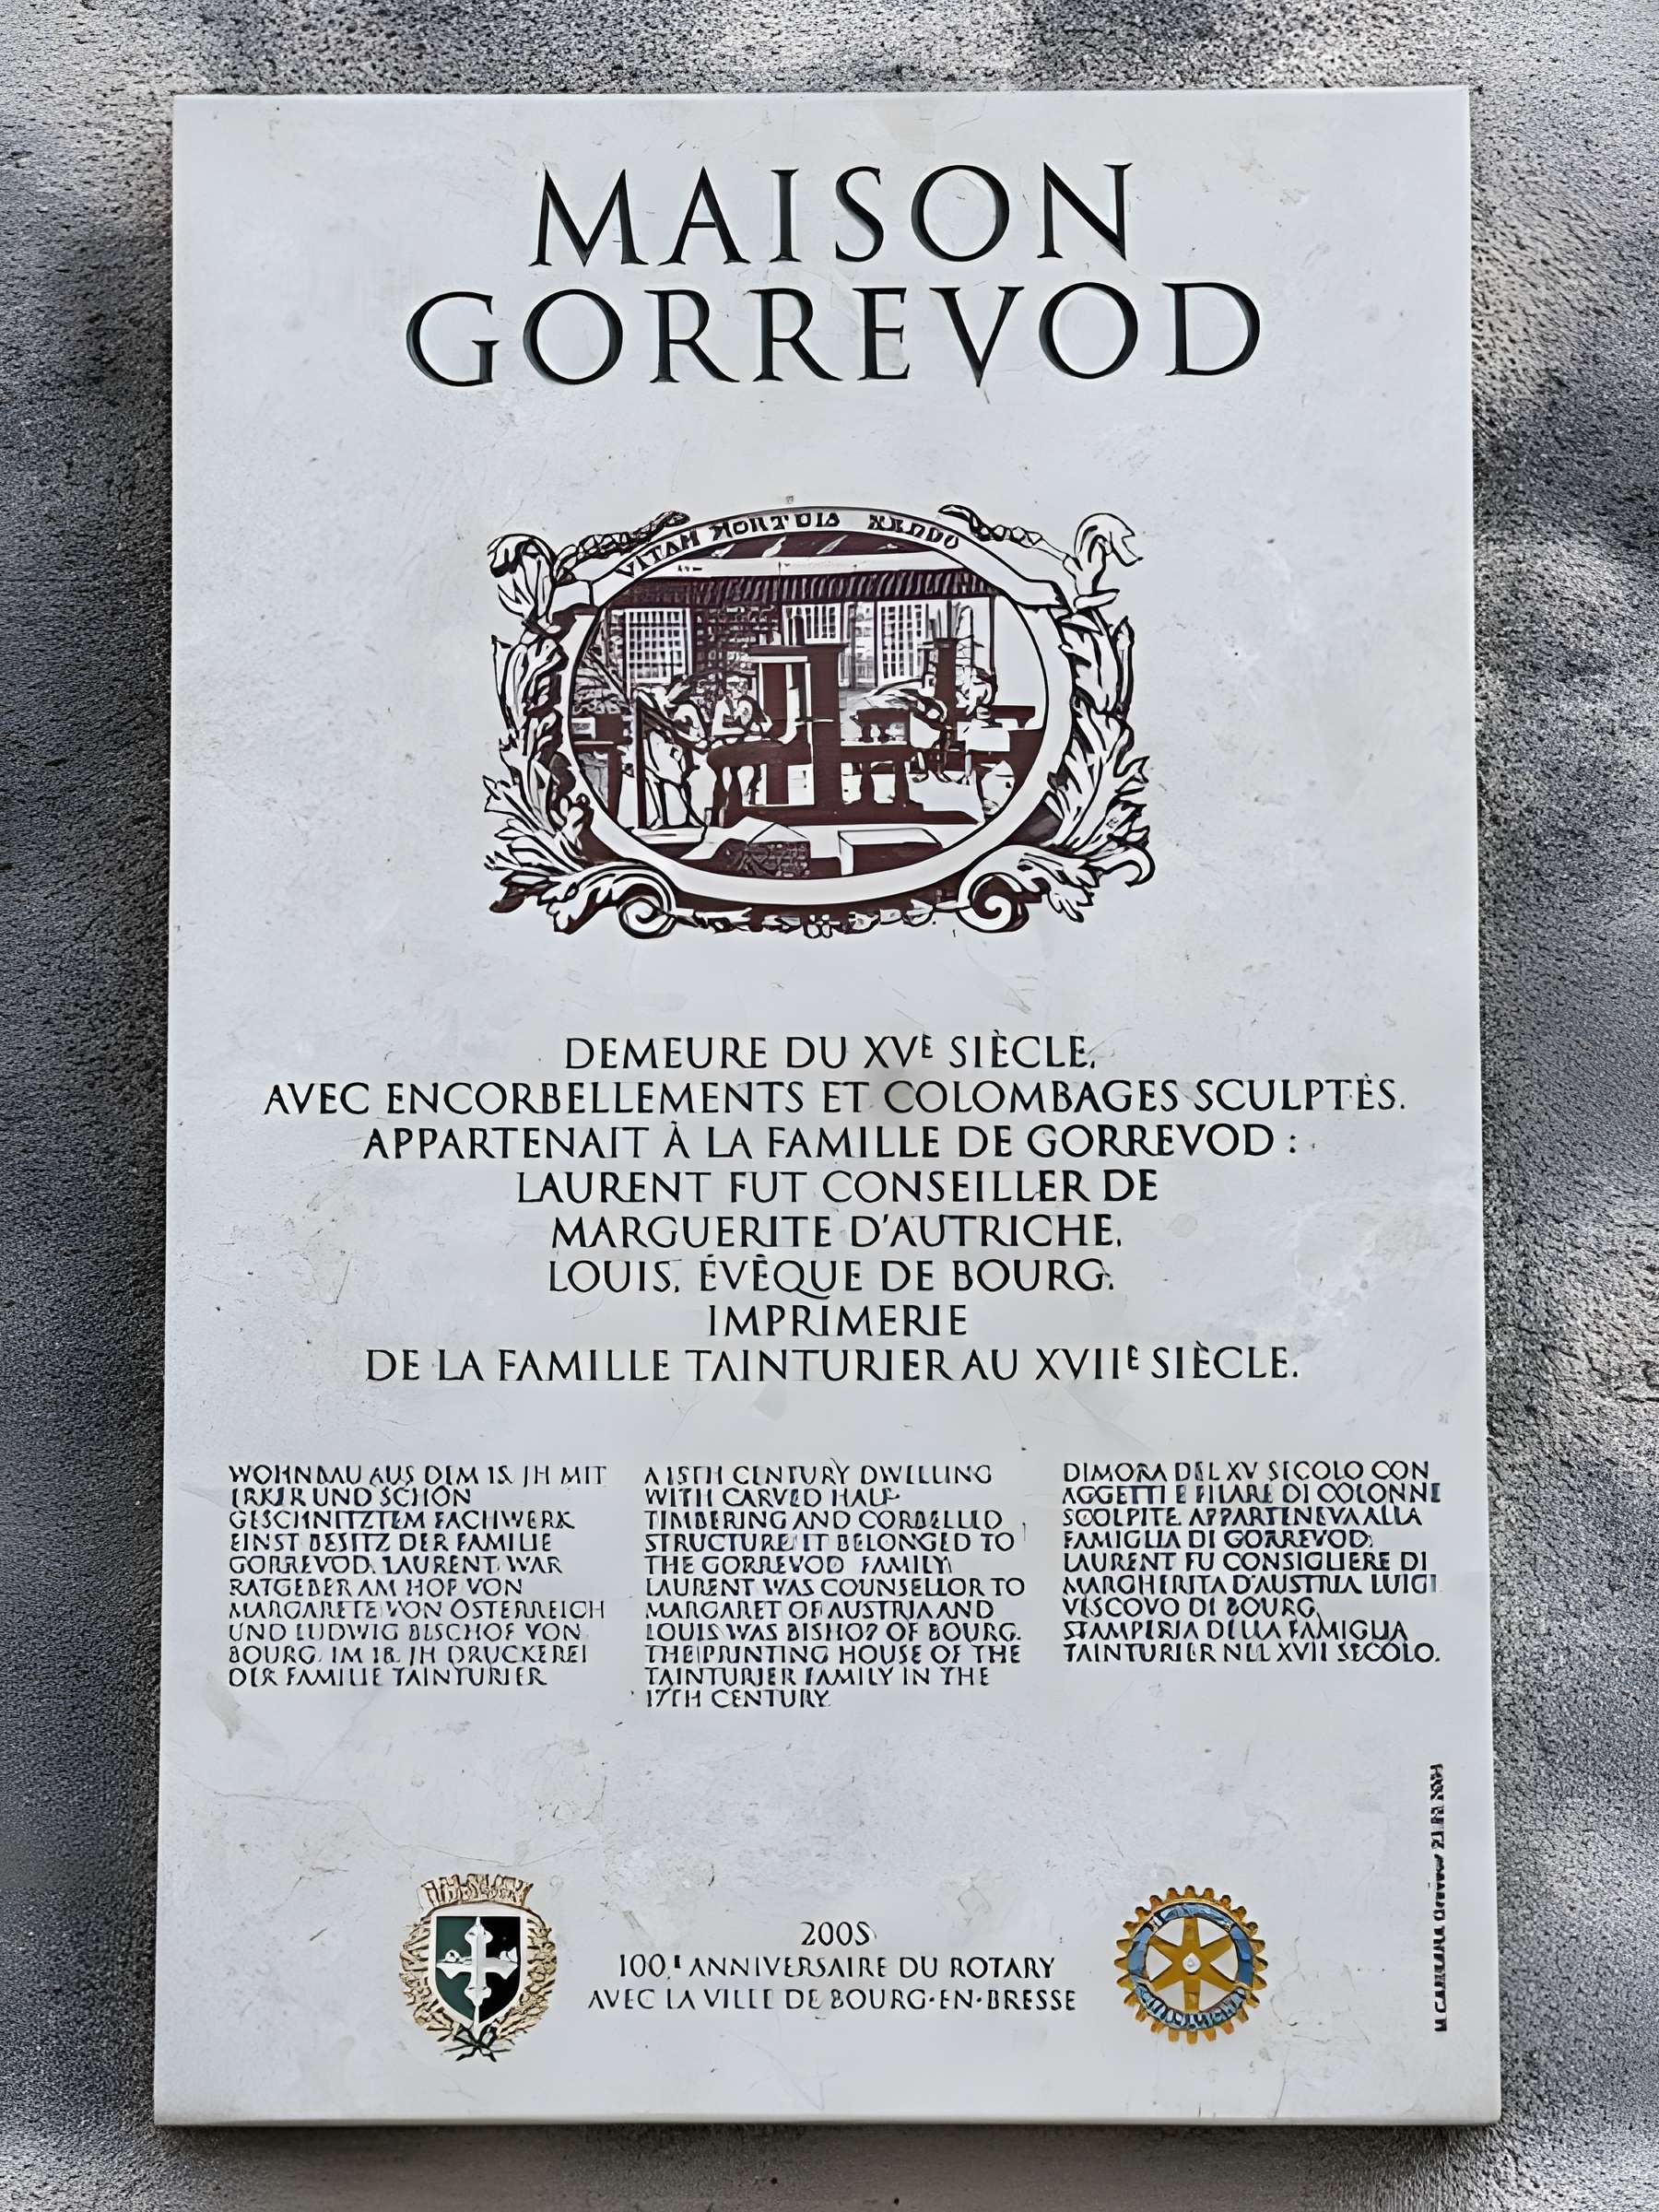 MAISON
GORREVOD
VITAM MORTUIS REDDO
DEMEURE DU XVE SIÈCLE,
AVEC ENCORBELLEMENTS ET COLOMBAGES SCULPTÉS.
APPARTENAIT À LA FAMILLE DE GORREVOD :
LAURENT FUT CONSEILLER DE
MARGUERITE D'AUTRICHE,
LOUIS, ÉVÊQUE DE BOURG.
IMPRIMERIE
DE LA FAMILLE TAINTURIER AU XVIIE SIÈCLE.
WOHNBAU AUS DEM 15. JH MIT
ERKER UND SCHÖN
GESCHNITZTEM FACHWERK
EINST BESITZ DER FAMILIE
GORREVOD. LAURENT WAR
RATGEBER AM HOF VON
MARGARETE VON ÖSTERREICH
UND LUDWIG BISCHOF VON
BOURG. IM 18. JH DRUCKEREI
DER FAMILIE TAINTURIER
A 15TH CENTURY DWELLING
WITH CARVED HALF-
TIMBERING AND CORBELLED
STRUCTURE. IT BELONGED TO
THE GORREVOD FAMILY.
LAURENT WAS COUNSELLOR TO
MARGARET OF AUSTRIA AND
LOUIS WAS BISHOP OF BOURG.
THE PRINTING HOUSE OF THE
TAINTURIER FAMILY IN THE
17TH CENTURY.
DIMORA DEL XV SECOLO CON
AGGETTI E FILARE DI COLONNE
SCOLPITE. APPARTENEVA ALLA
FAMIGLIA DI GORREVOD:
LAURENT FU CONSIGLIERE DI
MARGHERITA D'AUSTRIA, LUIGI
VESCOVO DI BOURG.
STAMPERIA DELLA FAMIGLIA
TAINTURIER NEL XVII SECOLO.
2005
100.E ANNIVERSAIRE DU ROTARY
AVEC LA VILLE DE BOURG-EN-BRESSE